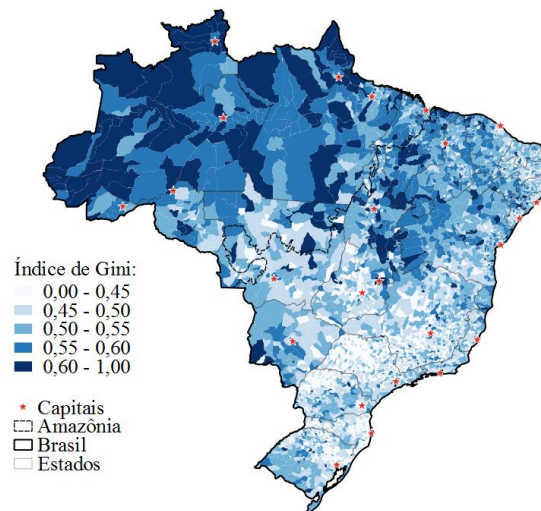 Índice de Gini:
0,00 - 0,45
0,45 - 0,50
0,50 - 0,55
0,55 - 0,60
0,60 - 1,00
Capitais
Amazônia
Brasil
Estados